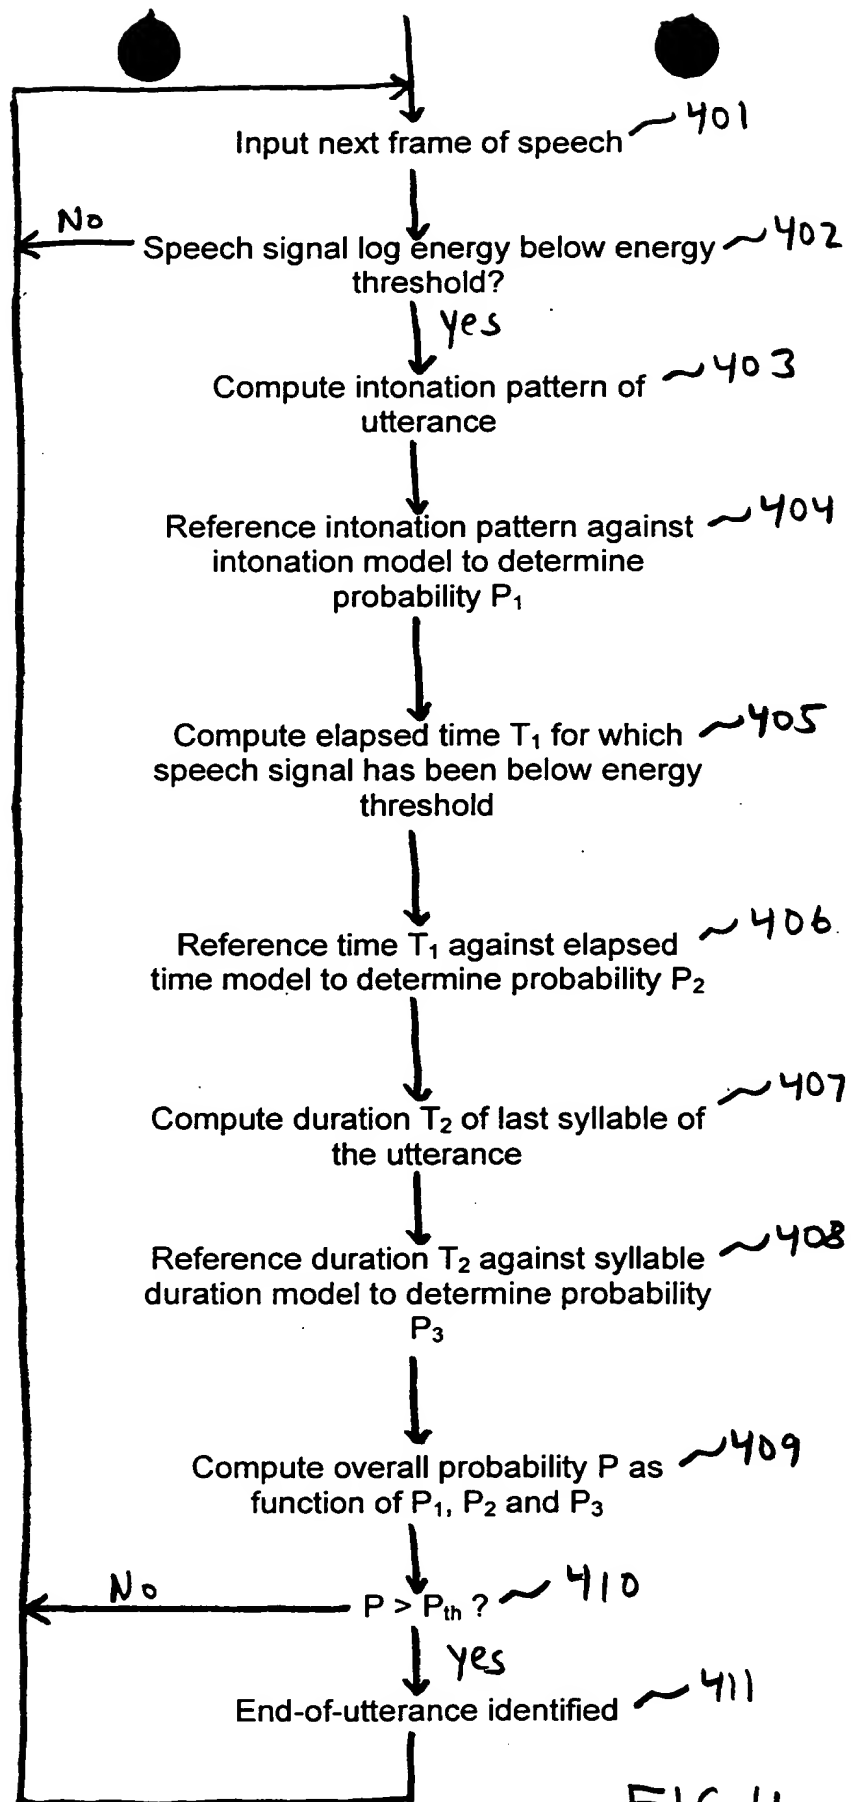 Input next frame of speech 401
No
Speech signal log energy below energy 402
threshold?
yes
Compute intonation pattern of 403
utterance
Reference intonation pattern against 404
intonation model to determine
probability P₁
Compute elapsed time T₁ for which 405
speech signal has been below energy
threshold
Reference time T₁ against elapsed 406
time model to determine probability P₂
Compute duration T₂ of last syllable of 407
the utterance
Reference duration T₂ against syllable 408
duration model to determine probability
P₃
Compute overall probability P as 409
function of P₁, P₂ and P₃
No
P > Pth ? 410
yes
End-of-utterance identified 411
FIG 4